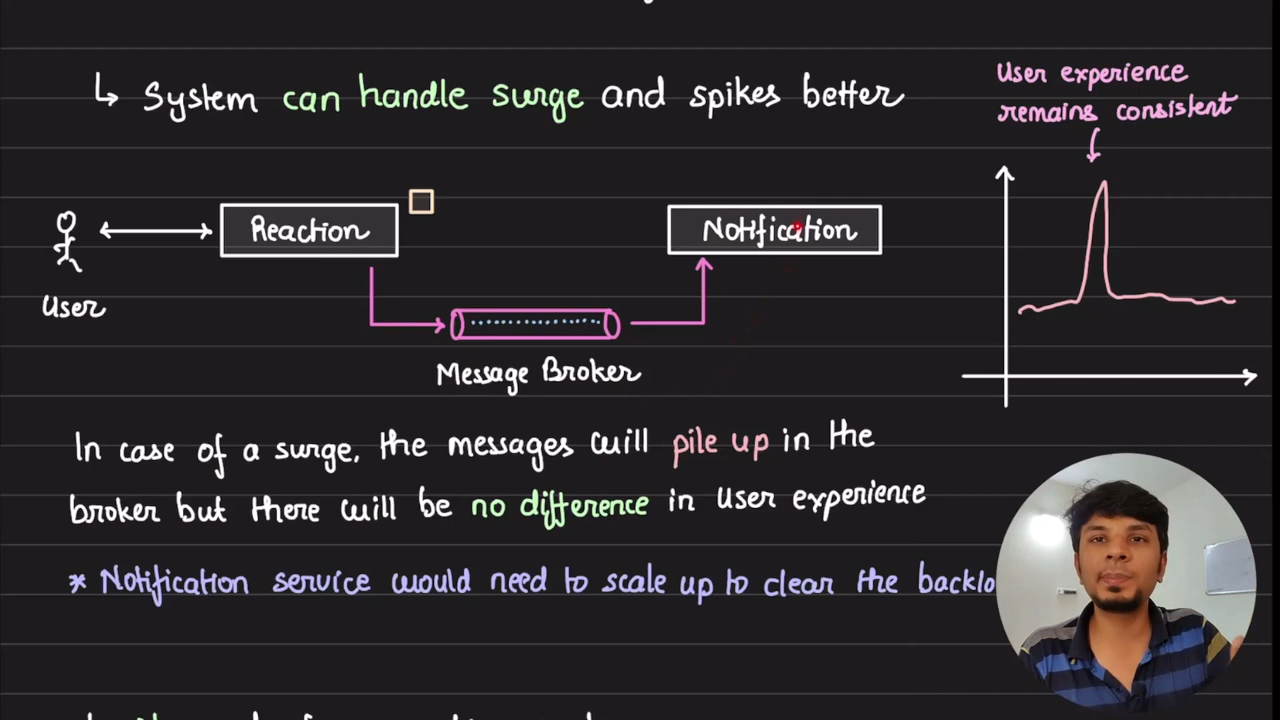 ↳ System can handle surge and spikes better
User experience
remains consistent
Reaction
Notification
User
Message Broker
In case of a surge, the messages will pile up in the
broker but there will be no difference in user experience
* Notification service would need to scale up to clear the backlo